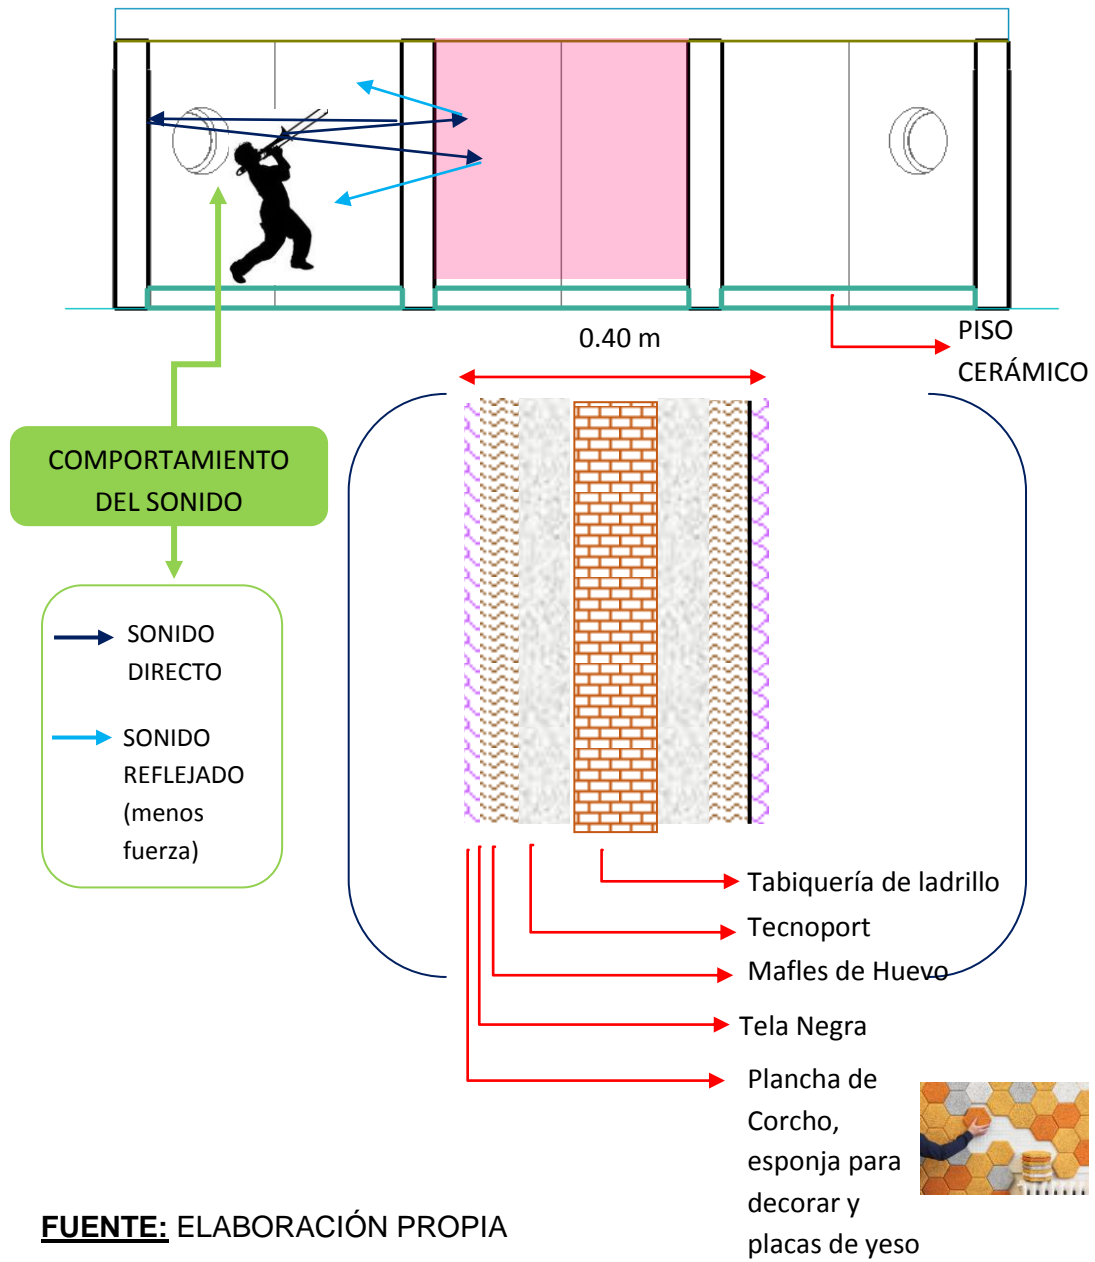 0.40 m
PISO
CERÁMICO
COMPORTAMIENTO
DEL SONIDO
SONIDO
DIRECTO
SONIDO
REFLEJADO
(menos
fuerza)
Tabiquería de ladrillo
Tecnoport
Mafles de Huevo
Tela Negra
Plancha de
Corcho,
esponja para
decorar y
placas de yeso
FUENTE: ELABORACIÓN PROPIA